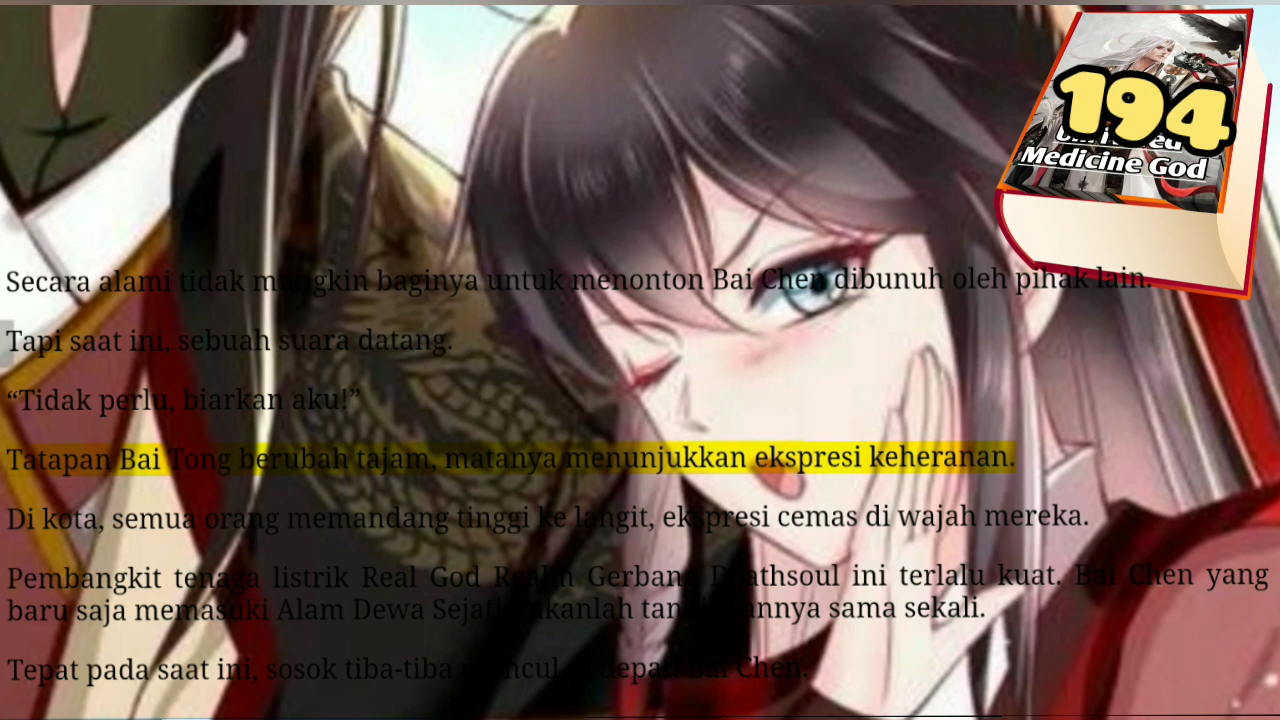 194
Medicine God
Secara alami tidak mungkin baginya untuk menonton Bai Chen dibunuh oleh pihak lain.
Tapi saat ini, sebuah suara datang.
“Tidak perlu, biarkan aku!”
Tatapan Bai Tong berubah tajam, matanya menunjukkan ekspresi keheranan.
Di kota, semua orang memandang tinggi ke langit, ekspresi cemas di wajah mereka.
Pembangkit tenaga listrik Real God Realm Gerbang Deathsoul ini terlalu kuat. Bai Chen yang
baru saja memasuki Alam Dewa Sejati bukanlah tandingannya sama sekali.
Tepat pada saat ini, sosok tiba-tiba muncul di depan Bai Chen.